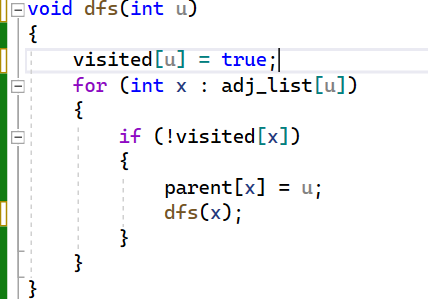 void dfs(int u)
{
    visited[u] = true;
    for (int x : adj_list[u])
    {
        if (!visited[x])
        {
            parent[x] = u;
            dfs(x);
        }
    }
}